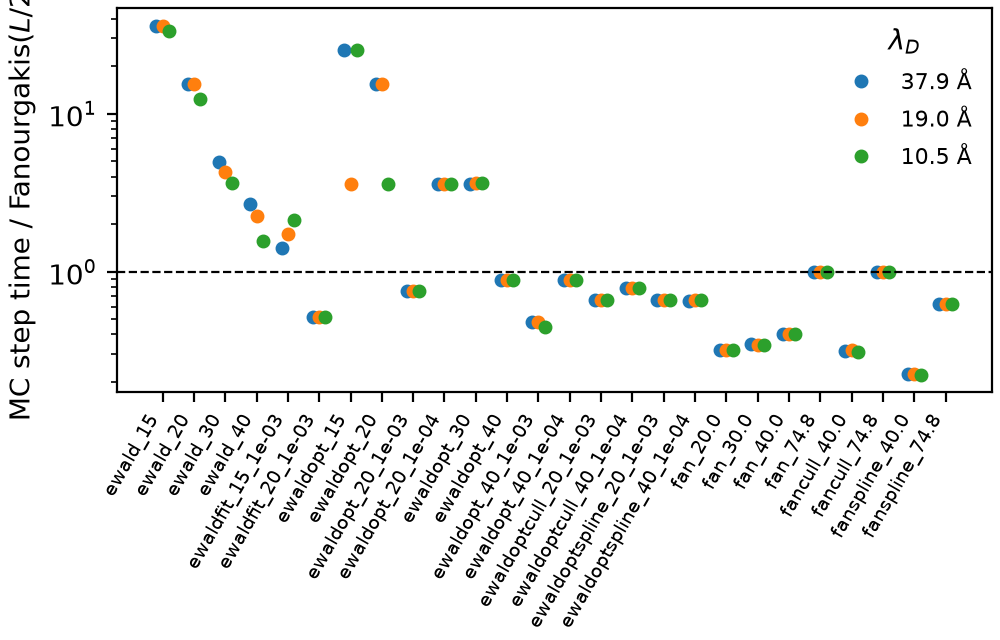 MC step time / Fanourgakis(L/2
10¹
10⁰
λ_D
37.9 Å
19.0 Å
10.5 Å
ewald_15
ewald_20
ewald_30
ewald_40
ewaldfit_15_1e-03
ewaldfit_20_1e-03
ewaldopt_15
ewaldopt_20
ewaldopt_20_1e-03
ewaldopt_20_1e-04
ewaldopt_30
ewaldopt_40
ewaldopt_40_1e-03
ewaldopt_40_1e-04
ewaldoptcull_20_1e-03
ewaldoptcull_40_1e-04
ewaldoptspline_20_1e-03
ewaldoptspline_40_1e-04
fan_20.0
fan_30.0
fan_40.0
fan_74.8
fancull_40.0
fancull_74.8
fanspline_40.0
fanspline_74.8